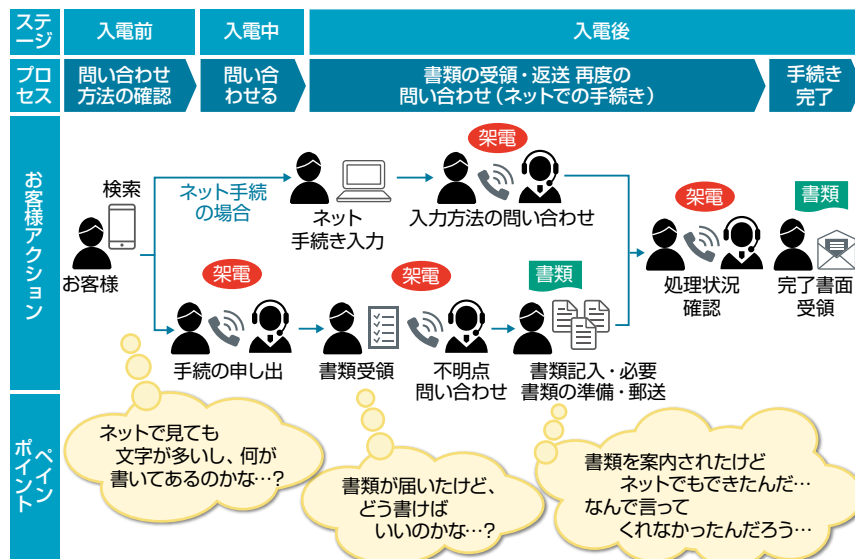 ステ
ージ
入電前
入電中
入電後
プロ
セス
問い合わせ
方法の確認
問い合
わせる
書類の受領・返送 再度の
問い合わせ(ネットでの手続き)
手続き
完了
お客様アクション
検索
お客様
ネット手続
の場合
ネット
手続き入力
架電
入力方法の問い合わせ
架電
手続の申し出
書類受領
架電
不明点
問い合わせ
書類
書類記入・必要
書類の準備・郵送
架電
処理状況
確認
書類
完了書面
受領
ペイン
ポイント
ネットで見ても
文字が多いし、何が
書いてあるのかな…?
書類が届いたけど、
どう書けば
いいのかな…?
書類を案内されたけど
ネットでもできたんだ…
なんで言って
くれなかったんだろう…